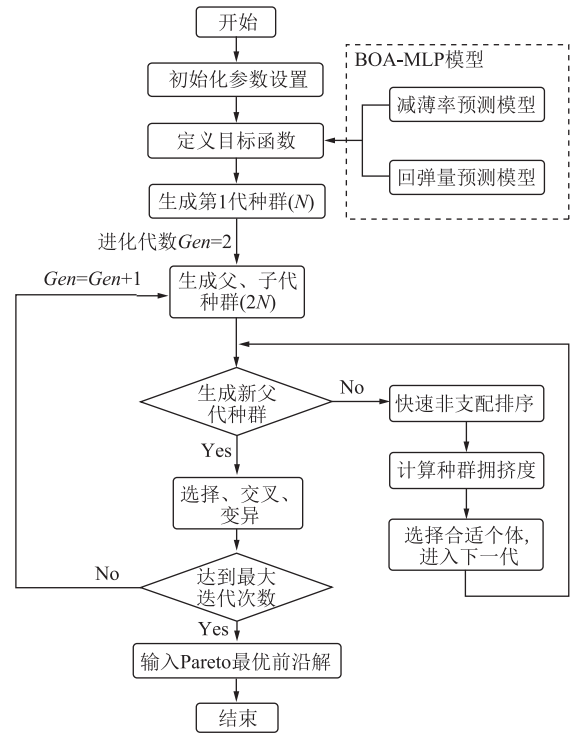 开始
BOA-MLP模型
初始化参数设置
减薄率预测模型
定义目标函数
回弹量预测模型
生成第1代种群(N)
进化代数Gen=2
Gen=Gen+1
生成父、子代
种群(2N)
生成新父
代种群
No
快速非支配排序
Yes
计算种群拥挤度
选择、交叉、
变异
选择合适个体,
进入下一代
No
达到最大
迭代次数
Yes
输入Pareto最优前沿解
结束